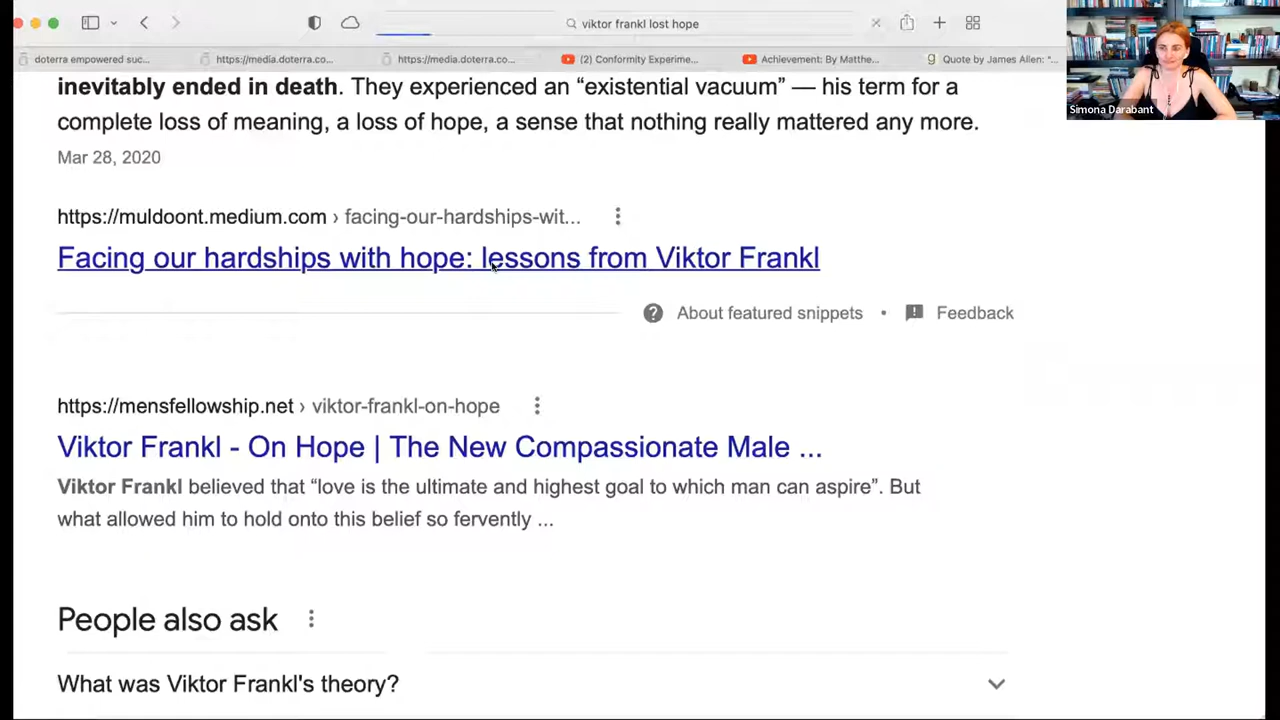 viktor frankl lost hope
doterra empowered suc...
https://media.doterra.co...
https://media.doterra.co...
(2) Conformity Experime...
Achievement: By Matthe...
Quote by James Allen: "...
Simona Darabant
inevitably ended in death. They experienced an “existential vacuum” — his term for a
complete loss of meaning, a loss of hope, a sense that nothing really mattered any more.
Mar 28, 2020
https://muldoont.medium.com › facing-our-hardships-wit...
Facing our hardships with hope: lessons from Viktor Frankl
About featured snippets • Feedback
https://mensfellowship.net › viktor-frankl-on-hope
Viktor Frankl - On Hope | The New Compassionate Male ...
Viktor Frankl believed that “love is the ultimate and highest goal to which man can aspire”. But
what allowed him to hold onto this belief so fervently ...
People also ask
What was Viktor Frankl's theory?